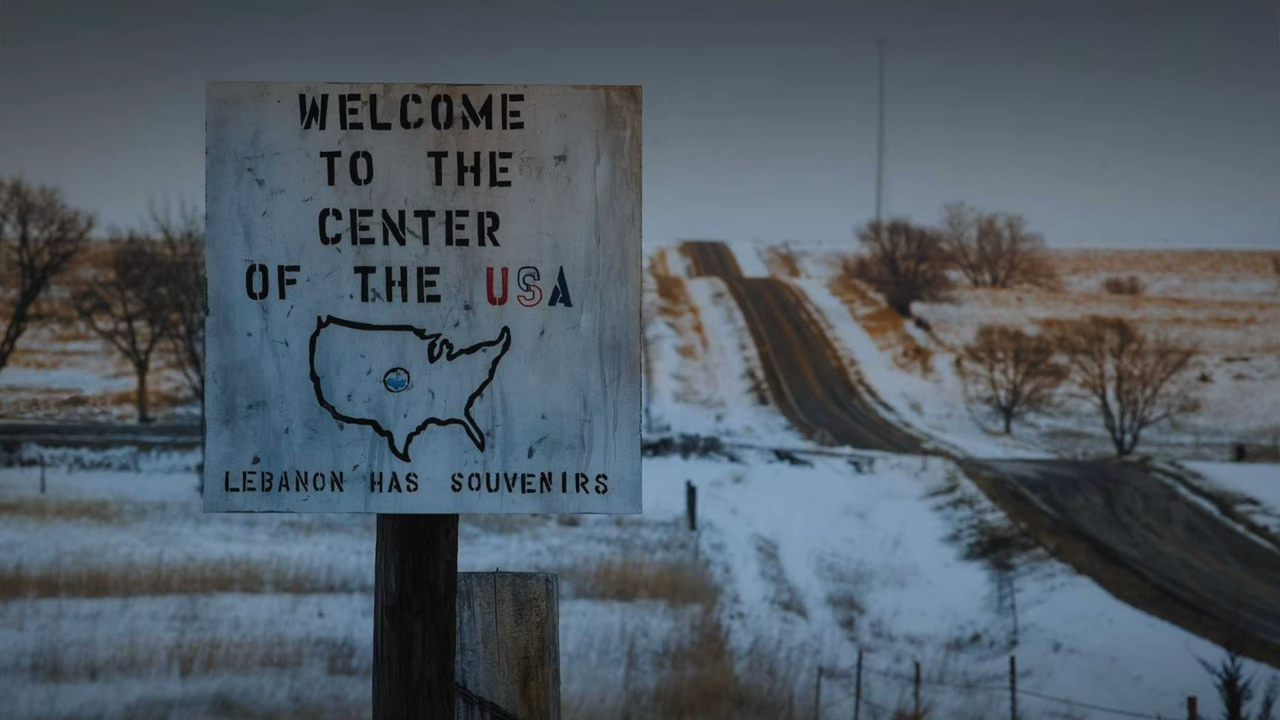 WELCOME
TO THE
CENTER
OF THE USA
LEBANON HAS SOUVENIRS